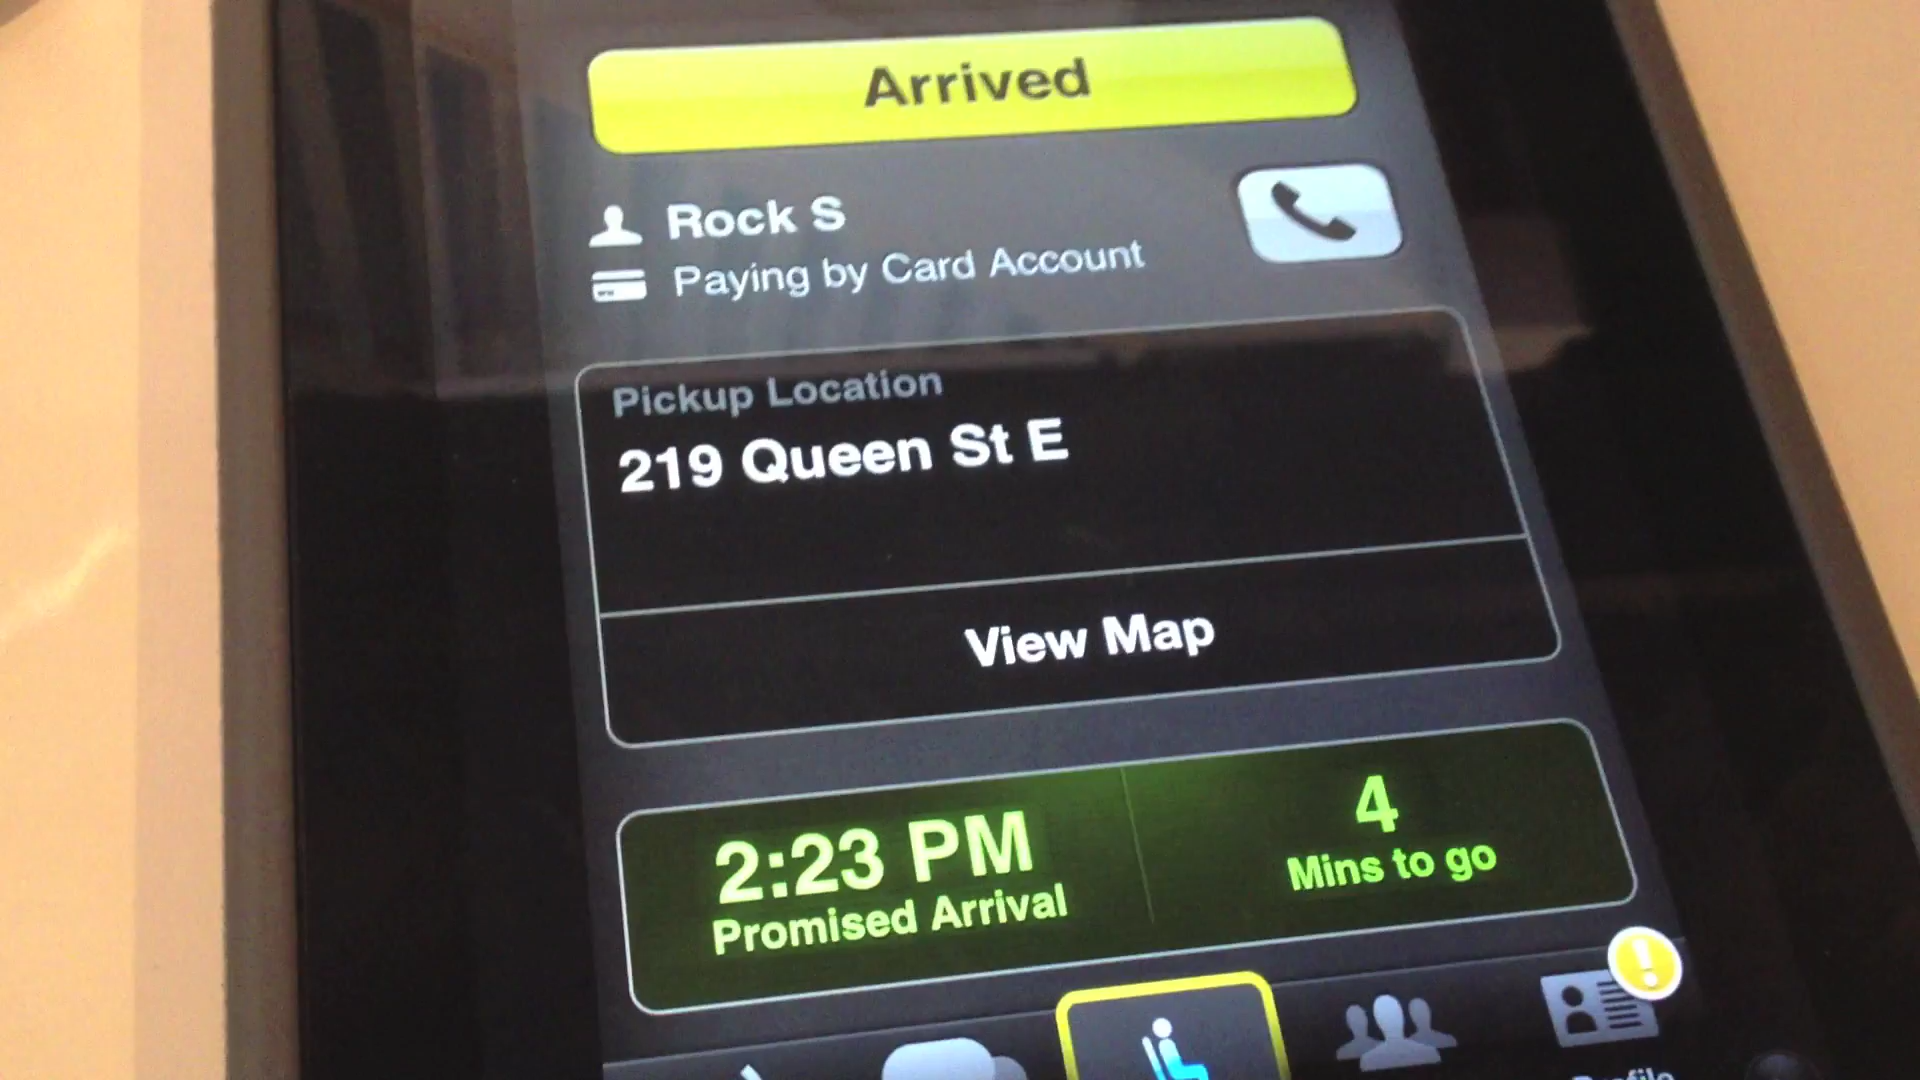 Arrived
Rock S
Paying by Card Account
Pickup Location
219 Queen St E
View Map
2:23 PM
Promised Arrival
4
Mins to go
!
Profile